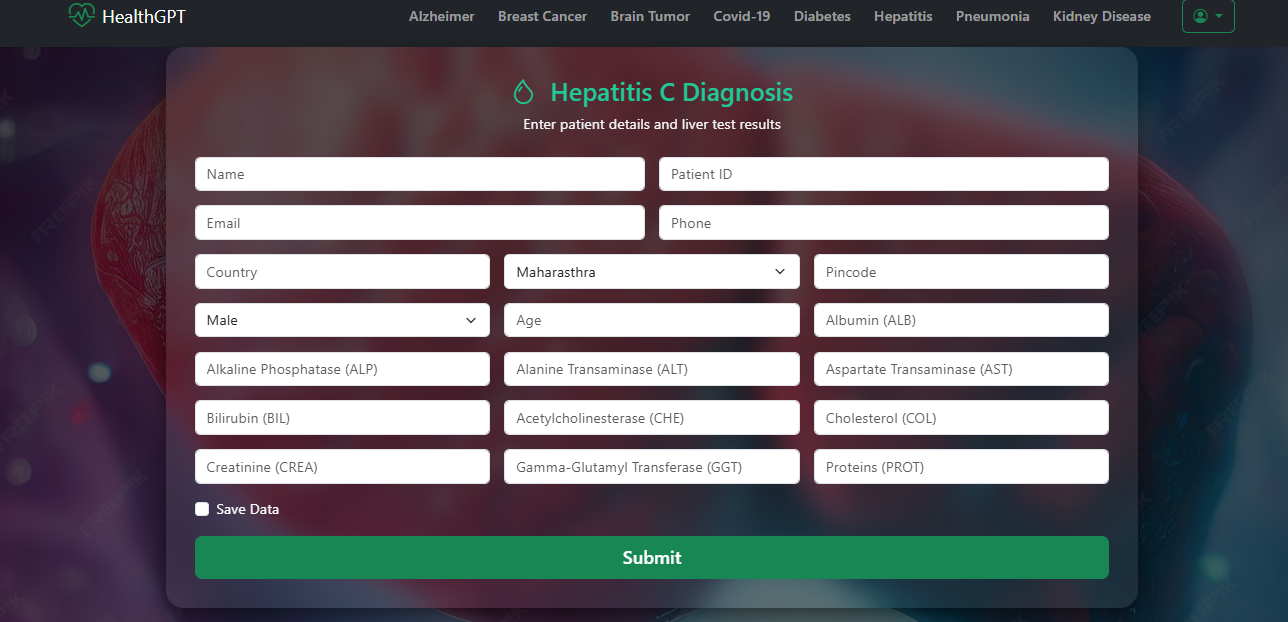 HealthGPT Alzheimer Breast Cancer Brain Tumor Covid-19 Diabetes Hepatitis Pneumonia Kidney Disease
Hepatitis C Diagnosis
Enter patient details and liver test results
Name Patient ID
Email Phone
Country Maharasthra Pincode
Male Age Albumin (ALB)
Alkaline Phosphatase (ALP) Alanine Transaminase (ALT) Aspartate Transaminase (AST)
Bilirubin (BIL) Acetylcholinesterase (CHE) Cholesterol (COL)
Creatinine (CREA) Gamma-Glutamyl Transferase (GGT) Proteins (PROT)
Save Data
Submit